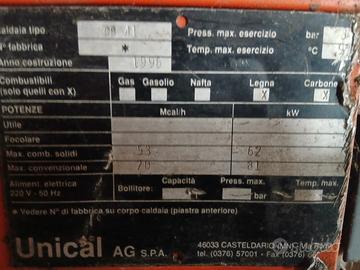 caldaia tipo Press. max. esercizio bar
N° fabbrica * Temp. max. esercizio °C
Anno costruzione 1996
Combustibili Gas Gasolio Nafta Legna Carbone
(solo quelli con X) X X
POTENZE Mcal/h kW
Utile
Focolare
Max. comb. solidi 53 62
Max. convenzionale 70 81
Aliment. elettrica Bollitore: Capacità Press. max Temp. max.
220 V - 50 Hz l bar
* Vedere N° di fabbrica su corpo caldaia (piastra anteriore)
Unical AG S.P.A. 46033 CASTELDARIO (MN)
tel. (0376) 57001 - Fax (0376)